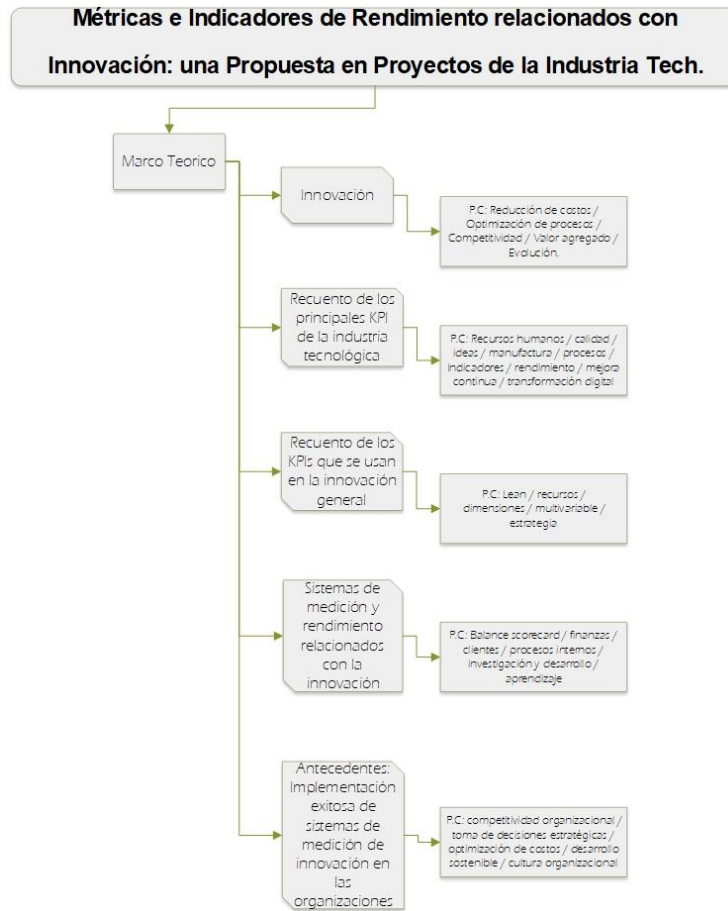 Métricas e Indicadores de Rendimiento relacionados con
Innovación: una Propuesta en Proyectos de la Industria Tech.
Marco Teorico
Innovación
P.C: Reducción de costos /
Optimización de procesos /
Competitividad / Valor agregado /
Evolución.
Recuento de los
principales KPI
de la industria
tecnológica
P.C: Recursos humanos / calidad /
ideas / manufactura / procesos /
indicadores / rendimiento / mejora
continua / transformación digital
Recuento de los
KPIs que se usan
en la innovación
general
P.C: Lean / recursos /
dimensiones / multivariable /
estrategia
Sistemas de
medición y
rendimiento
relacionados
con la
innovación
P.C: Balance scorecard / finanzas /
clientes / procesos internos /
investigación y desarrollo /
aprendizaje
Antecedentes:
Implementación
exitosa de
sistemas de
medición de
innovación en
las
organizaciones
P.C: competitividad organizacional /
toma de decisiones estratégicas /
optimización de costos / desarrollo
sostenible / cultura organizacional